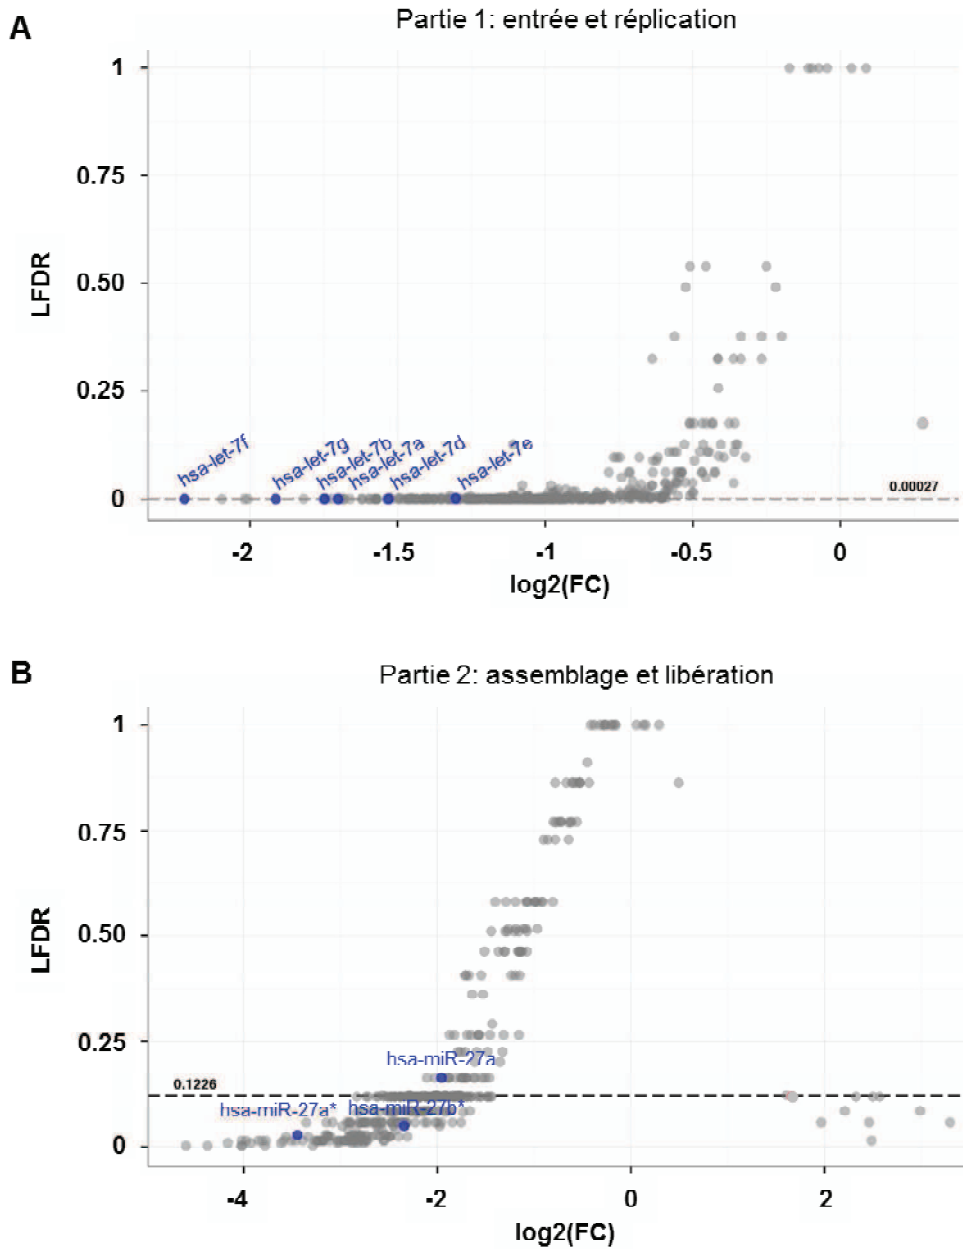 A
Partie 1: entrée et réplication
1
0.75
0.50
0.25
0
LFDR
hsa-let-7f
hsa-let-7g
hsa-let-7b
hsa-let-7a
hsa-let-7d
hsa-let-7e
0.00027
-2
-1.5
-1
-0.5
0
log2(FC)
B
Partie 2: assemblage et libération
1
0.75
0.50
0.25
0
LFDR
hsa-miR-27a
0.1226
hsa-miR-27a*
hsa-miR-27b*
-4
-2
0
2
log2(FC)